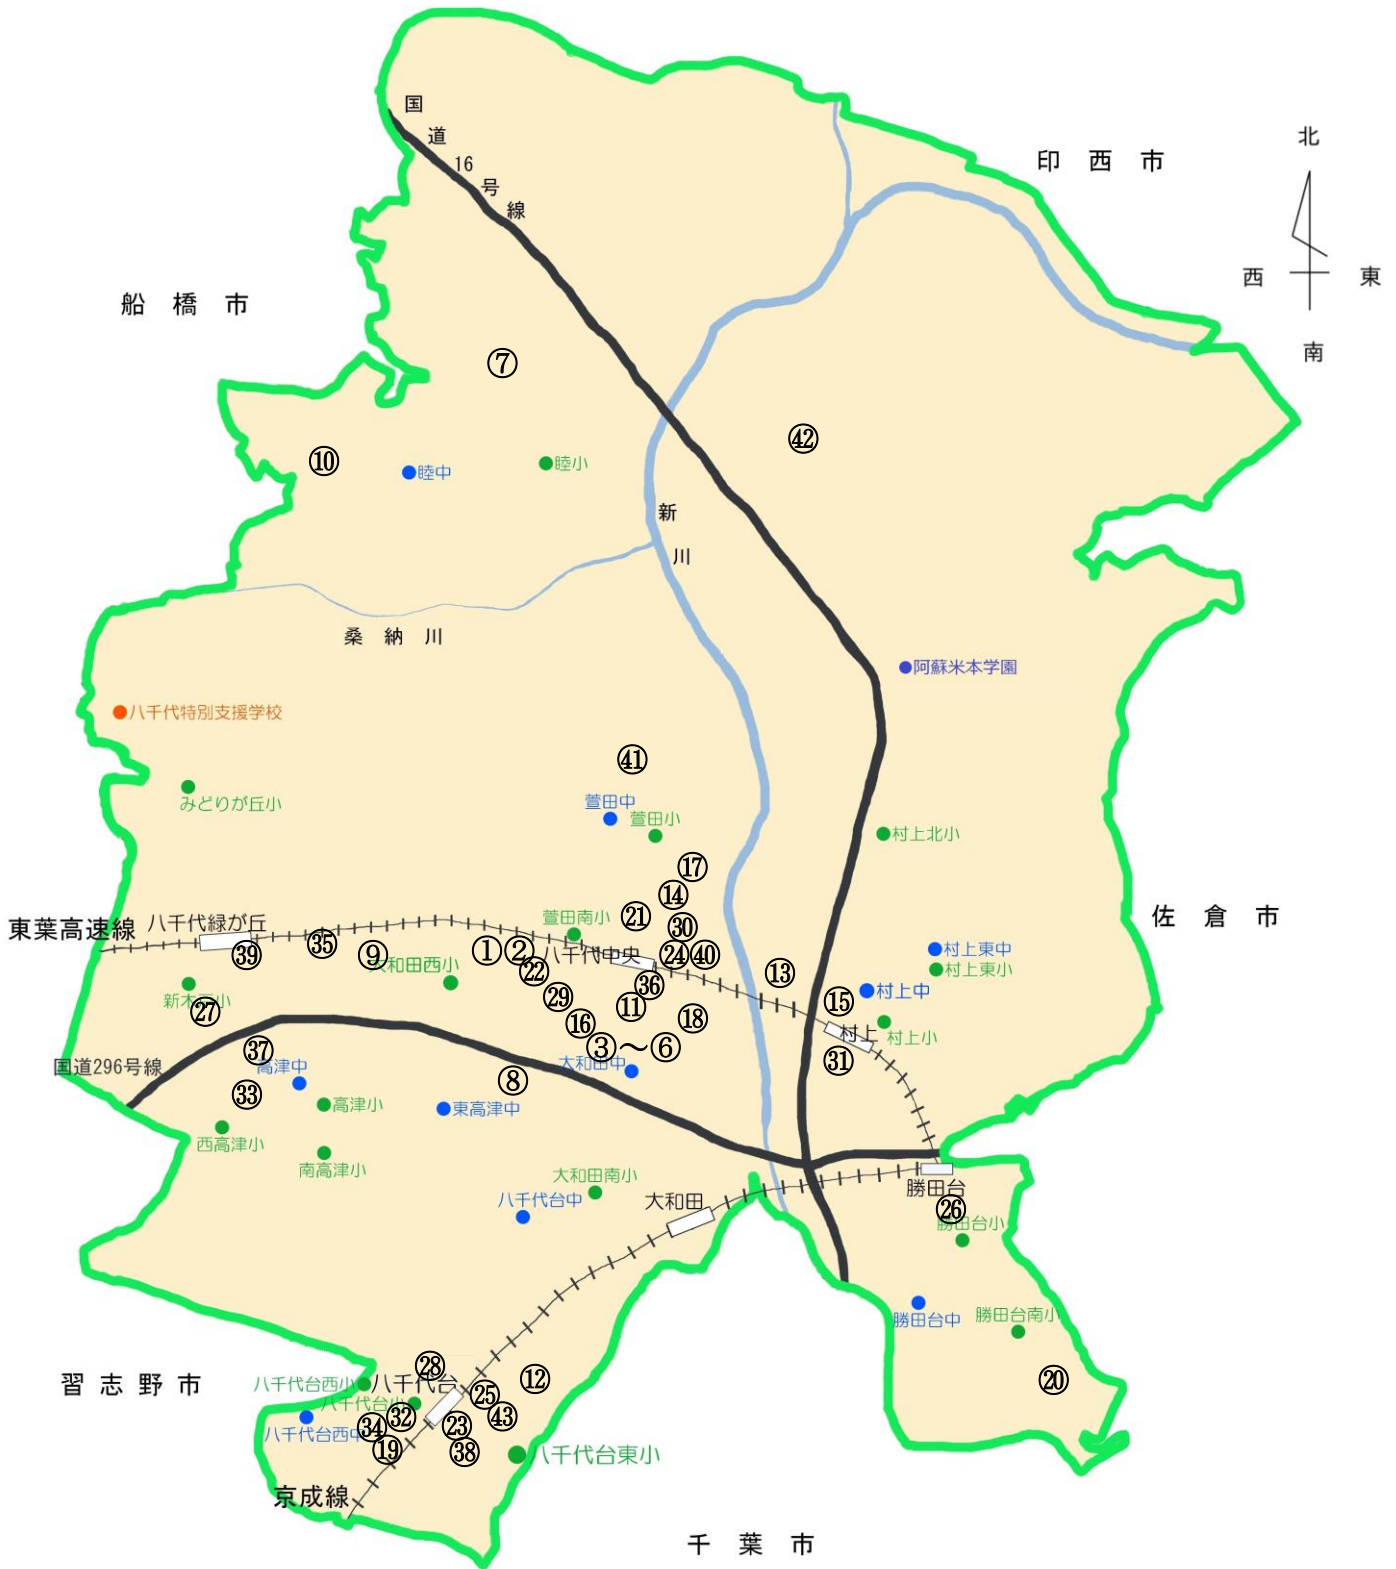 国道16号線
印西市
北
西
東
南
船橋市
⑦
㊷
⑩
睦中
睦小
新川
桑納川
阿蘇米本学園
八千代特別支援学校
㊶
みどりが丘小
萱田中
萱田小
村上北小
⑰
⑭
佐倉市
東葉高速線
八千代緑が丘
萱田南小
㉑
㉚
㊴
㉟
⑨
大和田西小
①
②
八千代中央
㉔
㊵
村上東中
村上東小
㉒
⑬
新木戸小
㉗
㉙
㊱
⑪
⑮
村上中
⑯
⑱
村上
村上小
国道296号線
㊲
③～⑥
㉛
高津中
大和田中
⑧
㉝
高津小
東高津中
西高津小
南高津小
大和田南小
八千代台中
大和田
勝田台
㉖
勝田台小
勝田台中
勝田台南小
習志野市
㉘
⑫
⑳
八千代台西小
八千代台
㉕
八千代台小
㉜
㊸
八千代台西中
㉞
㉓
⑲
㊳
八千代台東小
京成線
千葉市